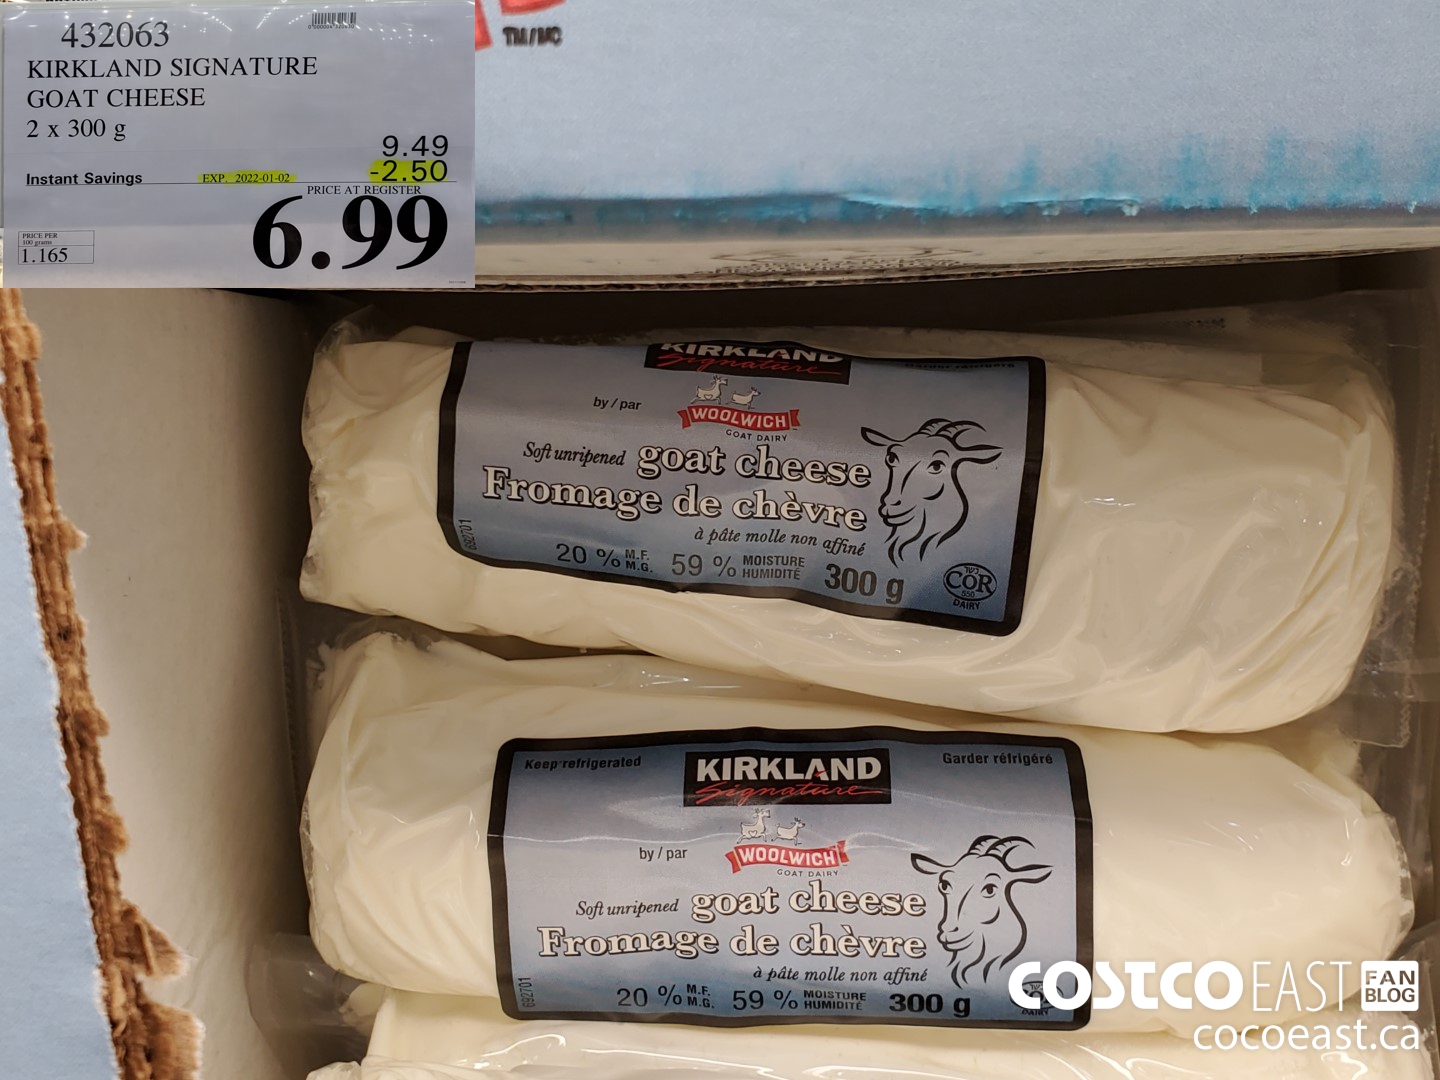 432063
KIRKLAND SIGNATURE
GOAT CHEESE
2 x 300 g
9.49
Instant Savings EXP. 2022-01-02 -2.50
PRICE AT REGISTER
6.99
PRICE PER
100 grams
1.165
TM/MC
KIRKLAND
Signature
by / par
WOOLWICH
GOAT DAIRY
Soft unripened goat cheese
Fromage de chèvre
à pâte molle non affiné
20 % M.F. M.G. 59 % MOISTURE HUMIDITÉ 300 g
692701
COR
550
DAIRY
Keep refrigerated
KIRKLAND
Signature
Garder réfrigéré
by / par
WOOLWICH
GOAT DAIRY
Soft unripened goat cheese
Fromage de chèvre
à pâte molle non affiné
20 % M.F. M.G. 59 % MOISTURE HUMIDITÉ 300 g
692701
DAIRY
COSTCO EAST FAN BLOG
cocoeast.ca